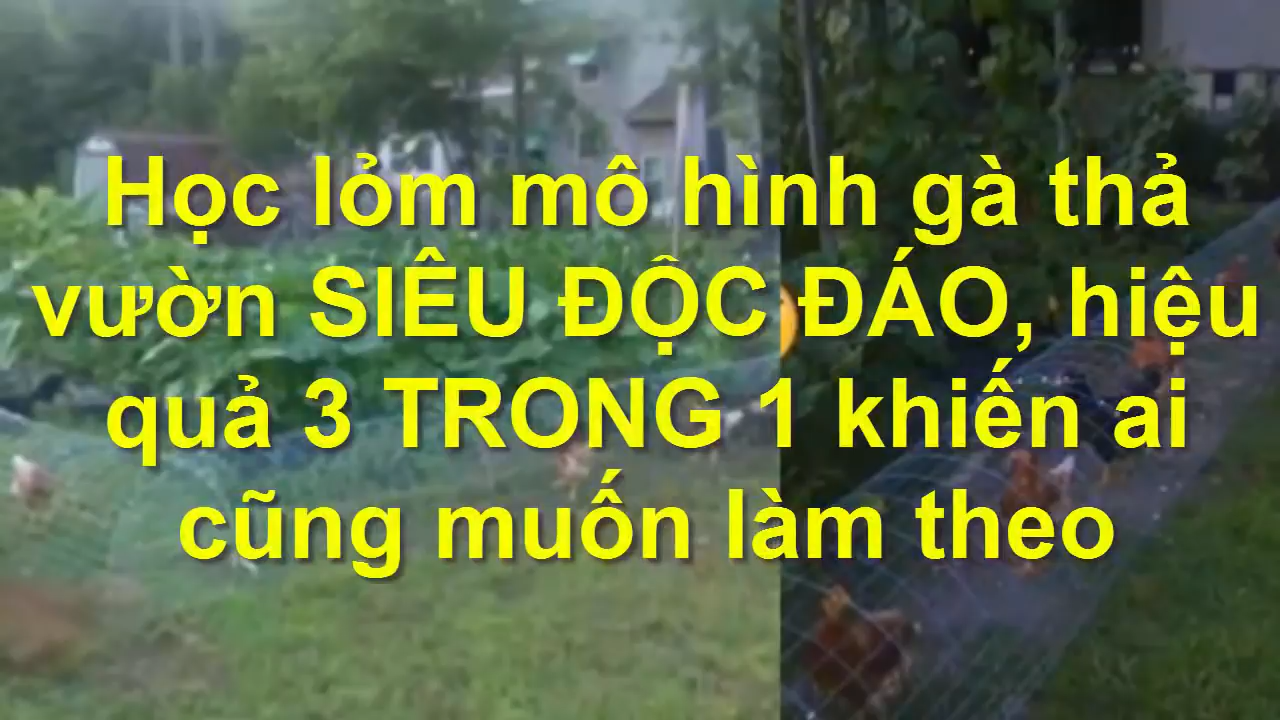 Học lỏm mô hình gà thả
vườn SIÊU ĐỘC ĐÁO, hiệu
quả 3 TRONG 1 khiến ai
cũng muốn làm theo